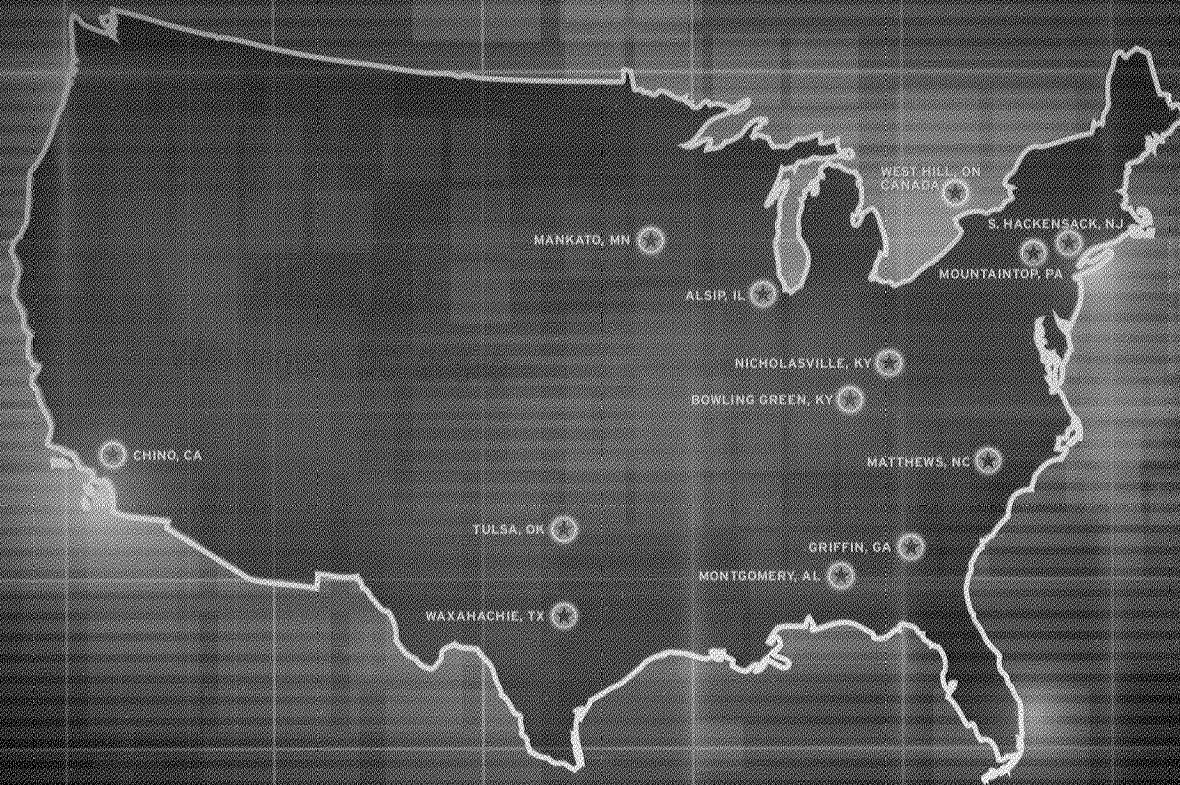 WEST HILL, ON
CANADA
S. HACKENSACK, NJ
MANKATO, MN
MOUNTAINTOP, PA
ALSIP, IL
NICHOLASVILLE, KY
BOWLING GREEN, KY
CHINO, CA
MATTHEWS, NC
TULSA, OK
GRIFFIN, GA
MONTGOMERY, AL
WAXAHACHIE, TX